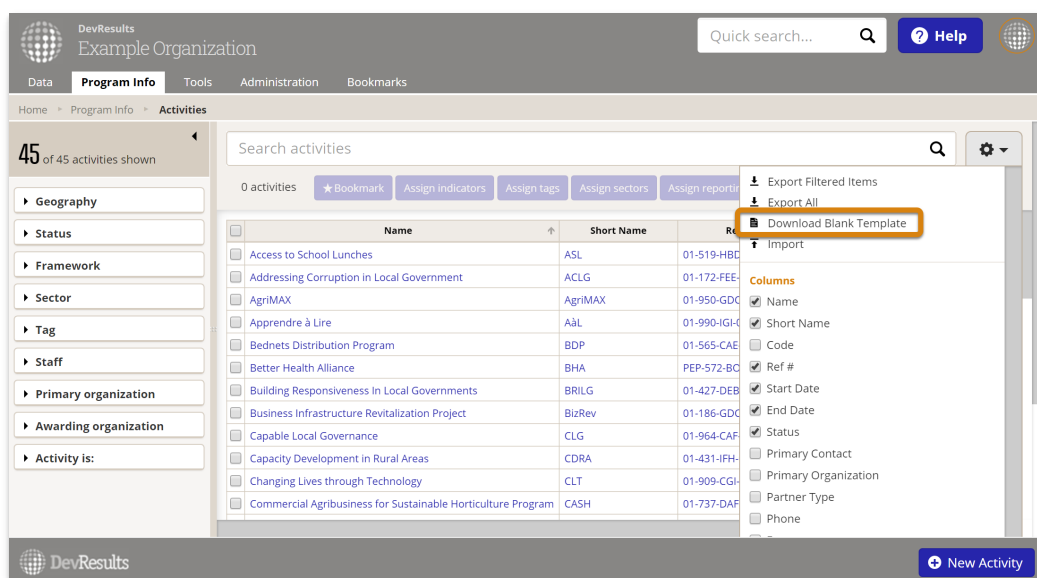 DevResults
Example Organization
Quick search...
? Help
Data Program Info Tools Administration Bookmarks
Home Program Info Activities
45 of 45 activities shown
Search activities
0 activities Bookmark Assign indicators Assign tags Assign sectors Assign reportin
Export Filtered Items
Export All
Download Blank Template
Import
Geography
Status
Framework
Sector
Tag
Staff
Primary organization
Awarding organization
Activity is:
Name Short Name Re
Access to School Lunches ASL 01-519-HBD
Addressing Corruption in Local Government ACLG 01-172-FEE-
AgriMAX AgriMAX 01-950-GDC
Apprendre à Lire AàL 01-990-IGI-
Bednets Distribution Program BDP 01-565-CAE
Better Health Alliance BHA PEP-572-BO
Building Responsiveness In Local Governments BRILG 01-427-DEB
Business Infrastructure Revitalization Project BizRev 01-186-GDC
Capable Local Governance CLG 01-964-CAF
Capacity Development in Rural Areas CDRA 01-431-IFH-
Changing Lives through Technology CLT 01-909-CGI-
Commercial Agribusiness for Sustainable Horticulture Program CASH 01-737-DAF
Columns
Name
Short Name
Code
Ref #
Start Date
End Date
Status
Primary Contact
Primary Organization
Partner Type
Phone
DevResults
New Activity